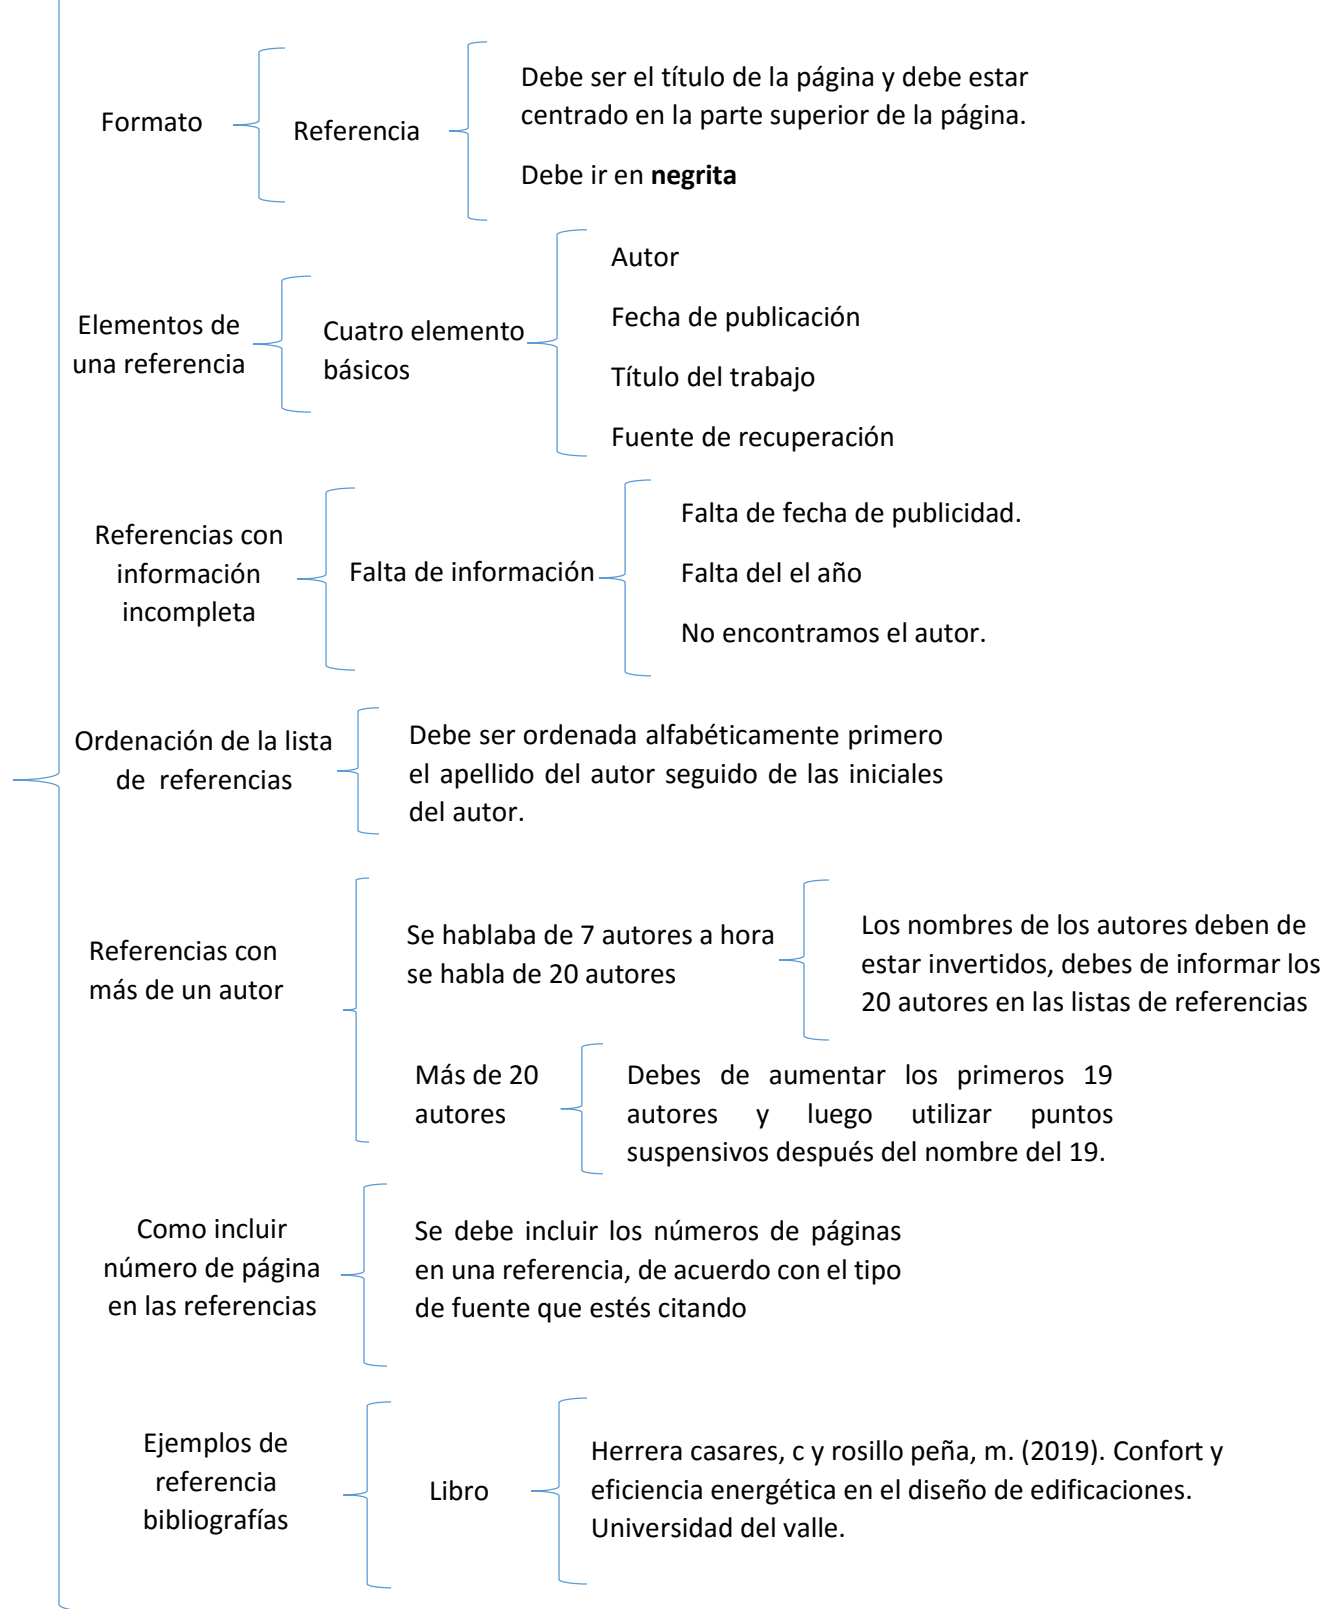 Formato
Referencia
Debe ser el título de la página y debe estar
centrado en la parte superior de la página.
Debe ir en negrita
Elementos de
una referencia
Cuatro elemento
básicos
Autor
Fecha de publicación
Título del trabajo
Fuente de recuperación
Referencias con
información
incompleta
Falta de información
Falta de fecha de publicidad.
Falta del el año
No encontramos el autor.
Ordenación de la lista
de referencias
Debe ser ordenada alfabéticamente primero
el apellido del autor seguido de las iniciales
del autor.
Referencias con
más de un autor
Se hablaba de 7 autores a hora
se habla de 20 autores
Los nombres de los autores deben de
estar invertidos, debes de informar los
20 autores en las listas de referencias
Más de 20
autores
Debes de aumentar los primeros 19
autores y luego utilizar puntos
suspensivos después del nombre del 19.
Como incluir
número de página
en las referencias
Se debe incluir los números de páginas
en una referencia, de acuerdo con el tipo
de fuente que estés citando
Ejemplos de
referencia
bibliografías
Libro
Herrera casares, c y rosillo peña, m. (2019). Confort y
eficiencia energética en el diseño de edificaciones.
Universidad del valle.